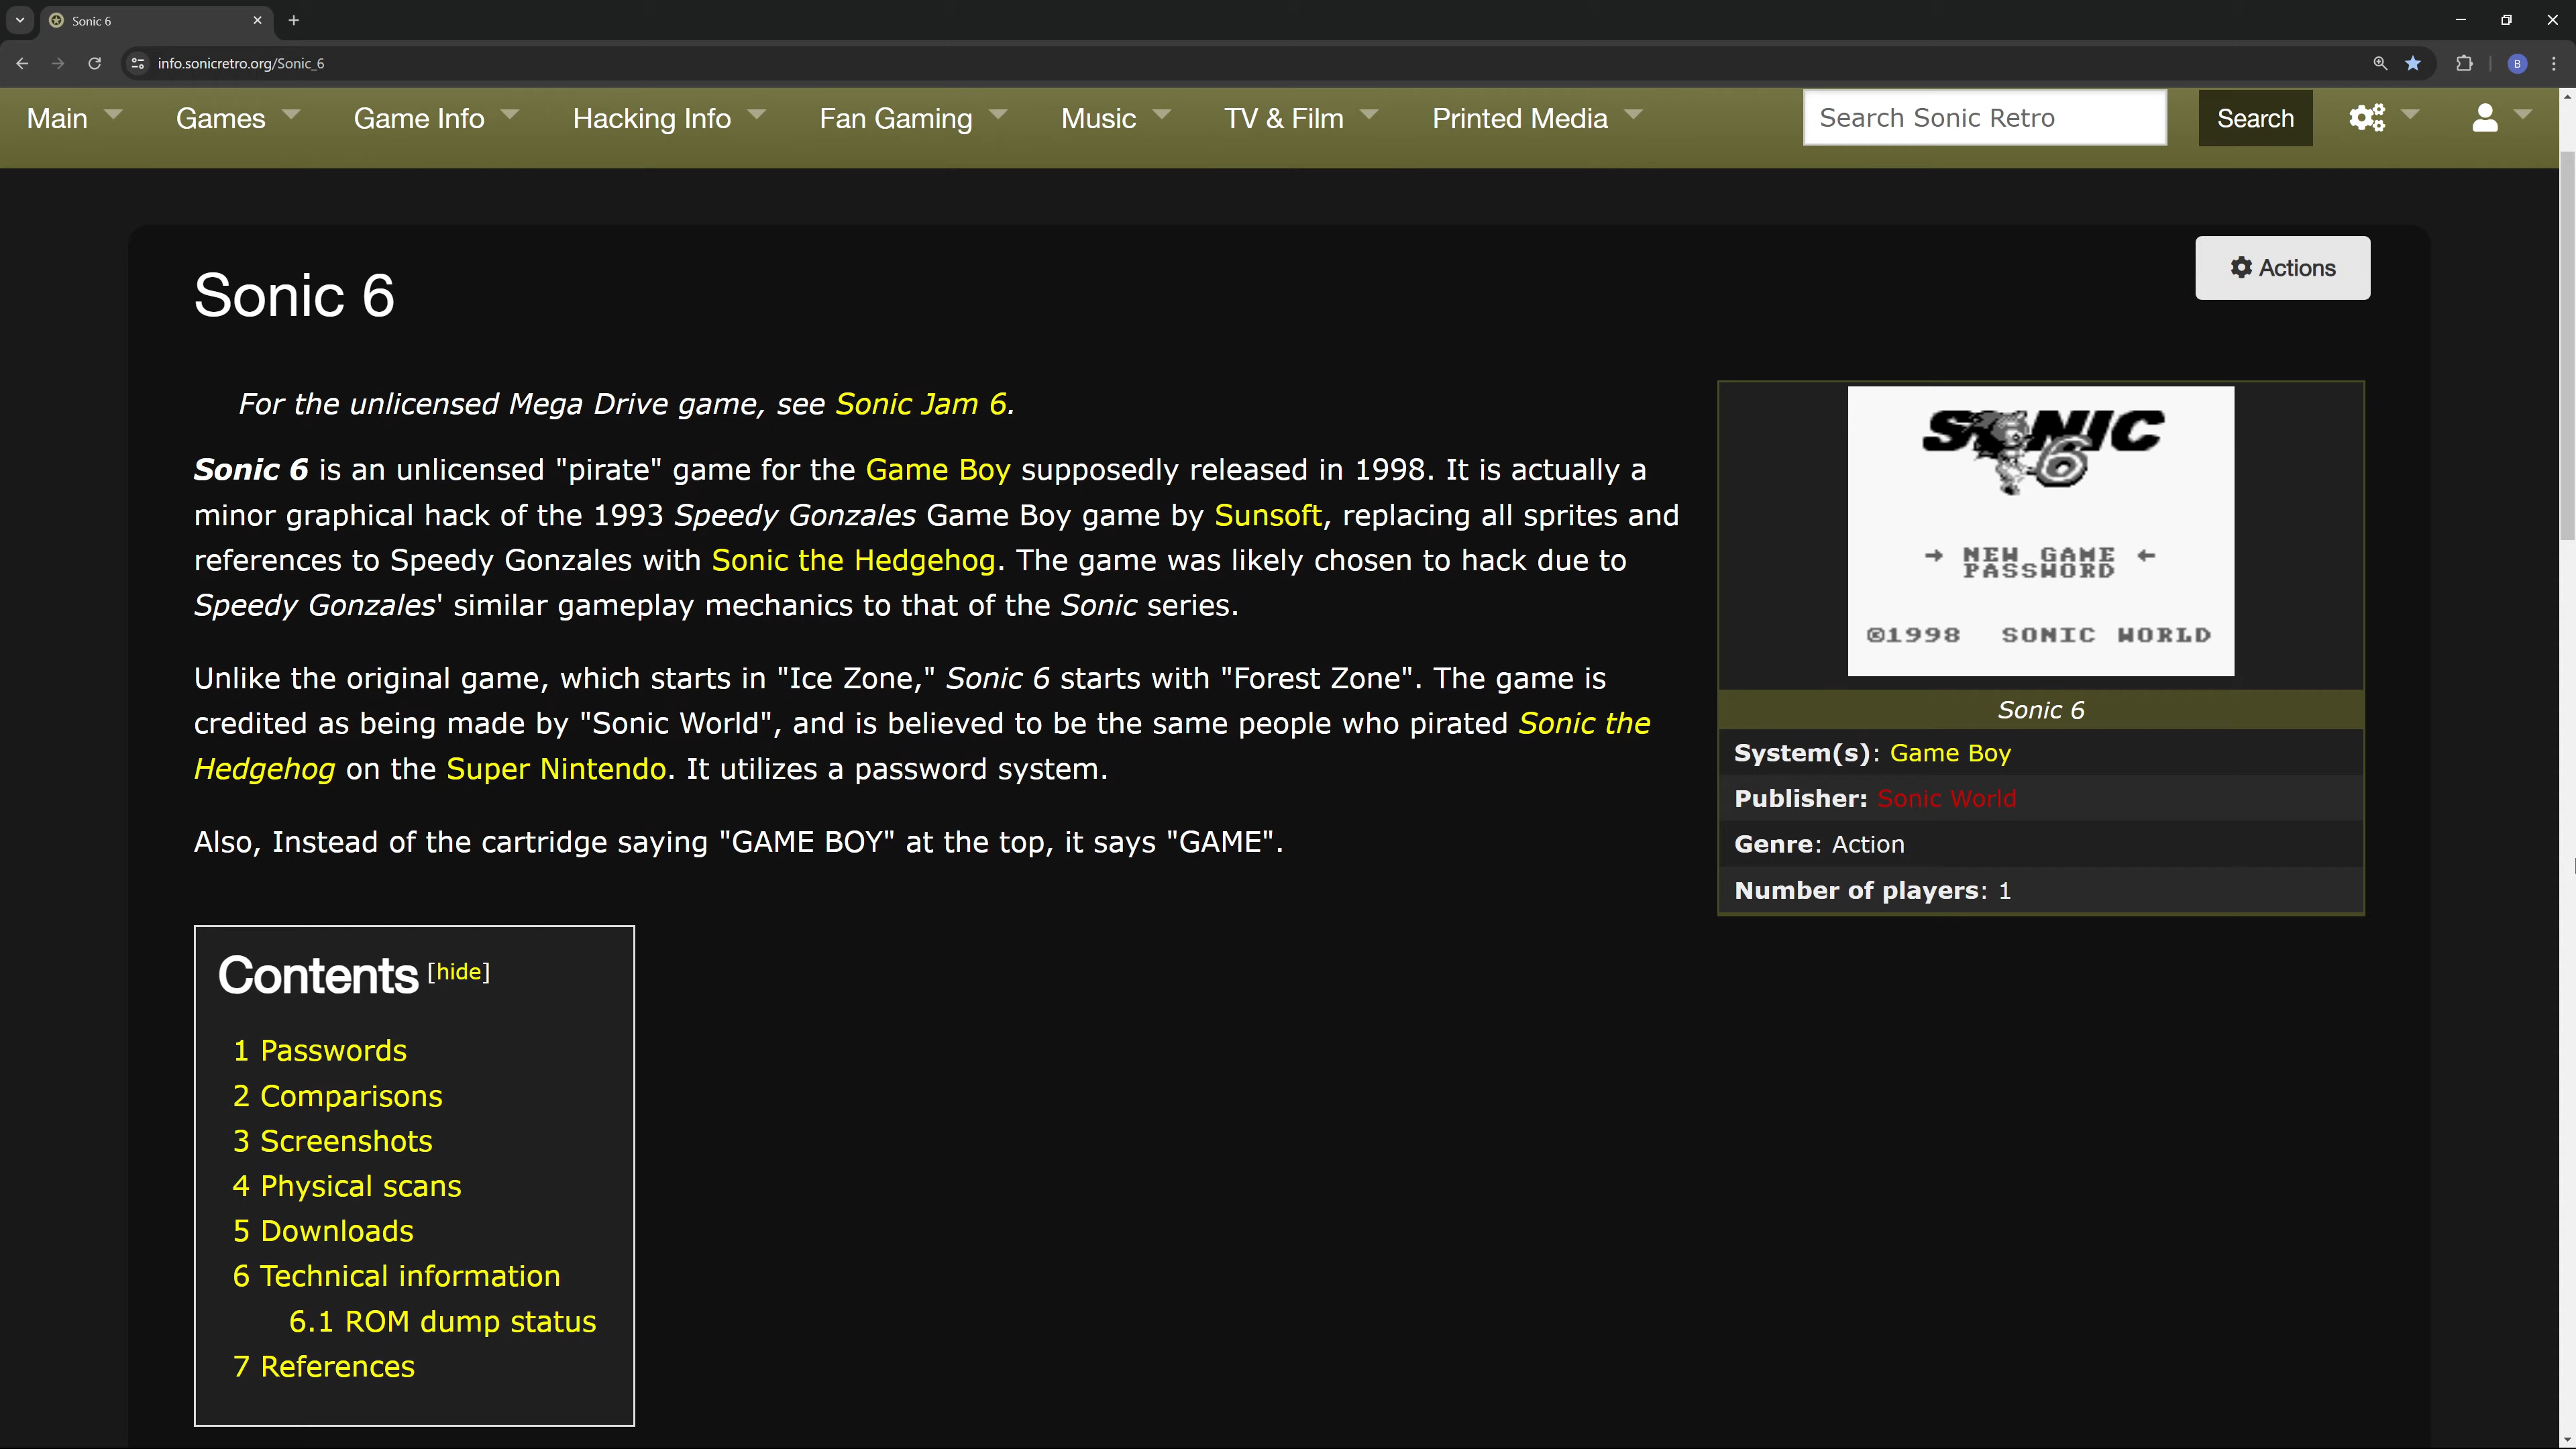 Sonic 6
info.sonicretro.org/Sonic_6
B
Main Games Game Info Hacking Info Fan Gaming Music TV & Film Printed Media Search Sonic Retro Search
Actions
Sonic 6
For the unlicensed Mega Drive game, see Sonic Jam 6.
Sonic 6 is an unlicensed "pirate" game for the Game Boy supposedly released in 1998. It is actually a
minor graphical hack of the 1993 Speedy Gonzales Game Boy game by Sunsoft, replacing all sprites and
references to Speedy Gonzales with Sonic the Hedgehog. The game was likely chosen to hack due to
Speedy Gonzales' similar gameplay mechanics to that of the Sonic series.
Unlike the original game, which starts in "Ice Zone," Sonic 6 starts with "Forest Zone". The game is
credited as being made by "Sonic World", and is believed to be the same people who pirated Sonic the
Hedgehog on the Super Nintendo. It utilizes a password system.
Also, Instead of the cartridge saying "GAME BOY" at the top, it says "GAME".
SONIC
6
→ NEW GAME ←
PASSWORD
©1998 SONIC WORLD
Sonic 6
System(s): Game Boy
Publisher: Sonic World
Genre: Action
Number of players: 1
Contents [hide]
1 Passwords
2 Comparisons
3 Screenshots
4 Physical scans
5 Downloads
6 Technical information
6.1 ROM dump status
7 References